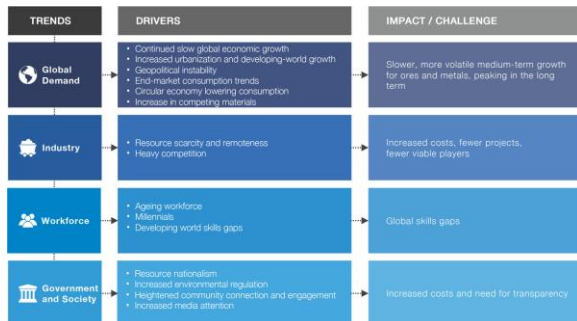 TRENDS
DRIVERS
IMPACT / CHALLENGE
Global
Demand
• Continued slow global economic growth
• Increased urbanization and developing-world growth
• Geopolitical instability
• End-market consumption trends
• Circular economy lowering consumption
• Increase in competing materials
Slower, more volatile medium-term growth
for ores and metals, peaking in the long
term
Industry
• Resource scarcity and remoteness
• Heavy competition
Increased costs, fewer projects,
fewer viable players
Workforce
• Ageing workforce
• Millennials
• Developing world skills gaps
Global skills gaps
Government
and Society
• Resource nationalism
• Increased environmental regulation
• Heightened community connection and engagement
• Increased media attention
Increased costs and need for transparency